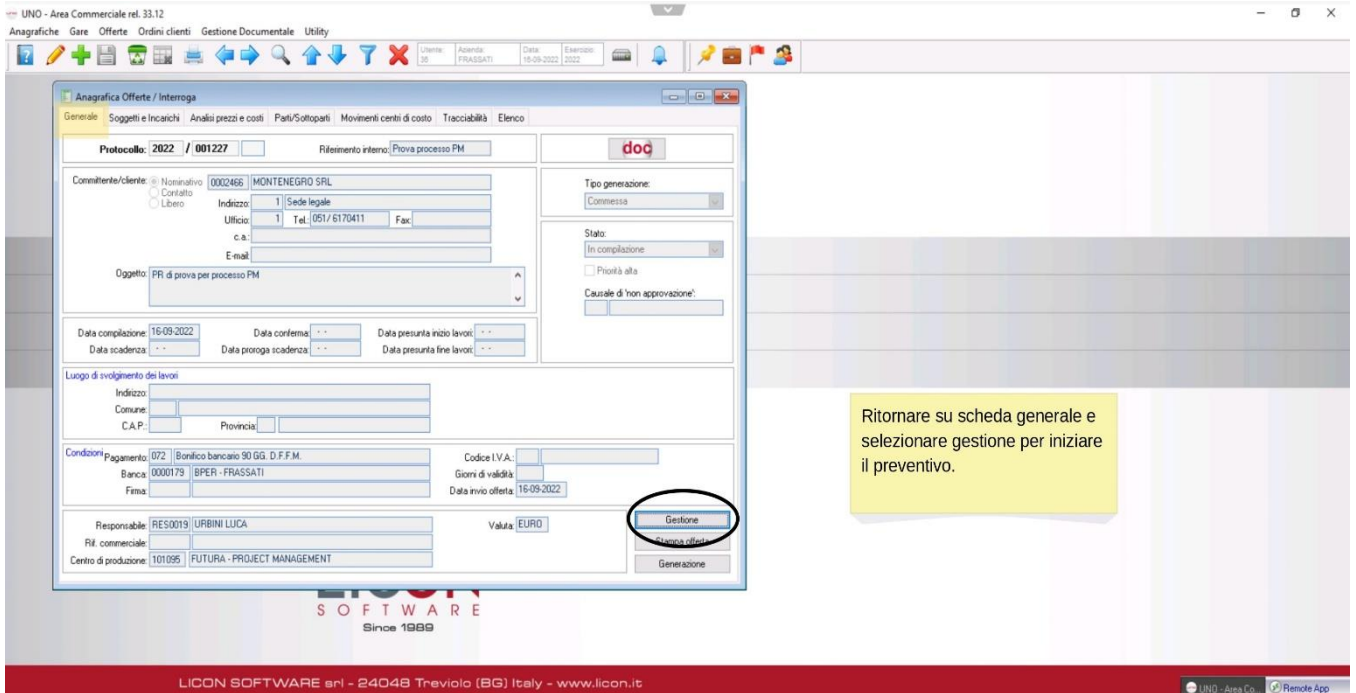 UNO - Area Commerciale rel. 33.12
Anagrafiche Gare Offerte Ordini clienti Gestione Documentale Utility
Utente: 36 Azienda: FRASSATI Data: 16-09-2022 Esercizio: 2022
Anagrafica Offerte / Interroga
Generale Soggetti e Incarichi Analisi prezzi e costi Parti/Sottoparti Movimenti centri di costo Tracciabilità Elenco
Protocollo: 2022 / 001227 Riferimento interno: Prova processo PM doc
Committente/cliente: Nominativo 0002466 MONTENEGRO SRL
Contatto
Libero
Indirizzo: 1 Sede legale
Ufficio: 1 Tel.: 051/6170411 Fax:
c.a.:
E-mail:
Oggetto: PR di prova per processo PM
Tipo generazione:
Commessa
Stato:
In compilazione
Priorità alta
Causale di 'non approvazione':
Data compilazione: 16-09-2022 Data conferma: - - Data presunta inizio lavori: - -
Data scadenza: - - Data proroga scadenza: - - Data presunta fine lavori: - -
Luogo di svolgimento dei lavori
Indirizzo:
Comune:
C.A.P.: Provincia:
Condizioni Pagamento: 072 Bonifico bancario 90 GG. D.F.F.M. Codice I.V.A.:
Banca: 0000179 BPER - FRASSATI Giorni di validità:
Firma: Data invio offerta: 16-09-2022
Responsabile: RES0019 URBINI LUCA Valuta: EURO
Rif. commerciale:
Centro di produzione: 101095 FUTURA - PROJECT MANAGEMENT
Gestione
Stampa offerta
Generazione
Ritornare su scheda generale e
selezionare gestione per iniziare
il preventivo.
SOFTWARE
Since 1989
LICON SOFTWARE srl - 24048 Treviolo (BG) Italy - www.licon.it
UNO - Area Co... Remote App